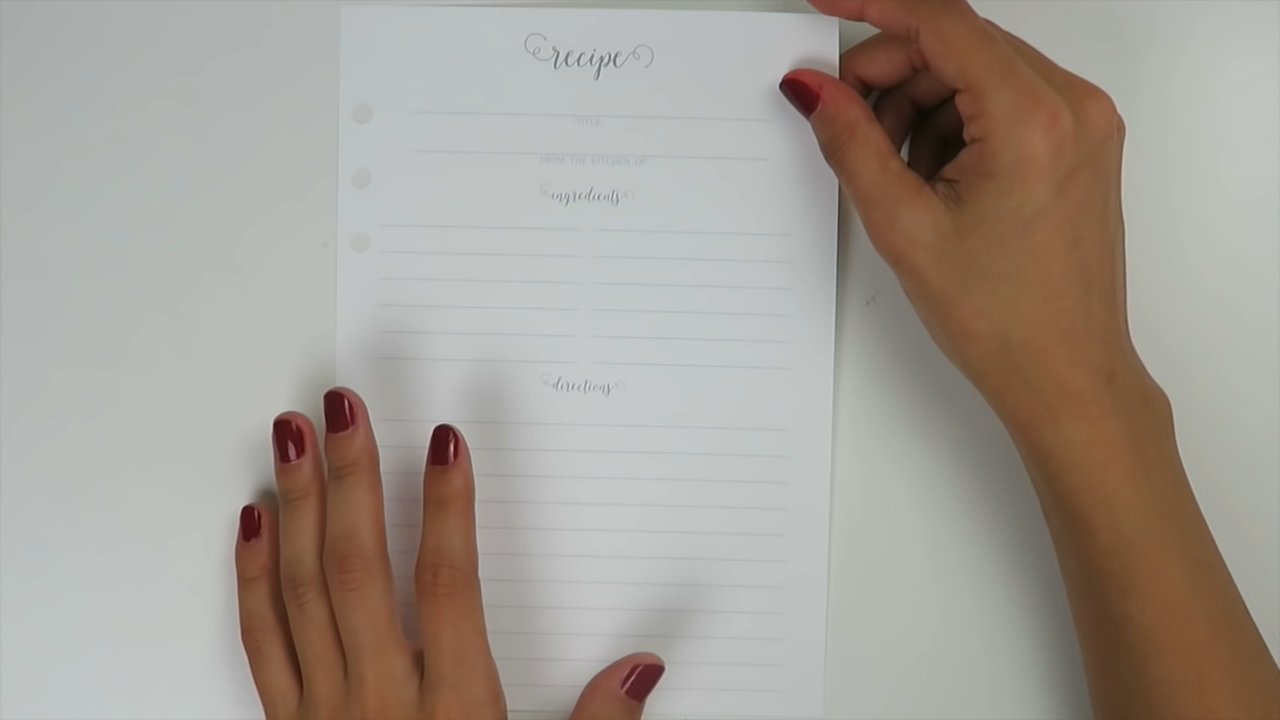 recipe
TITLE
FROM THE KITCHEN OF
ingredients
directions